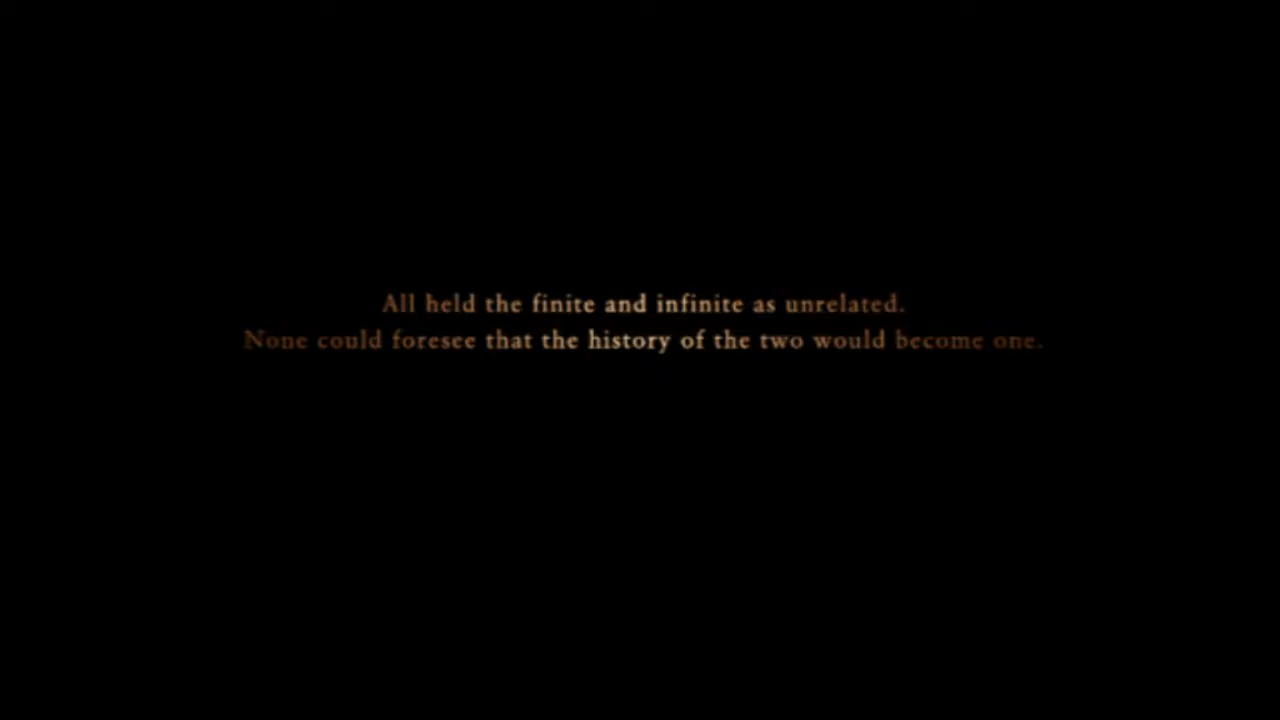 All held the finite and infinite as unrelated.
None could foresee that the history of the two would become one.